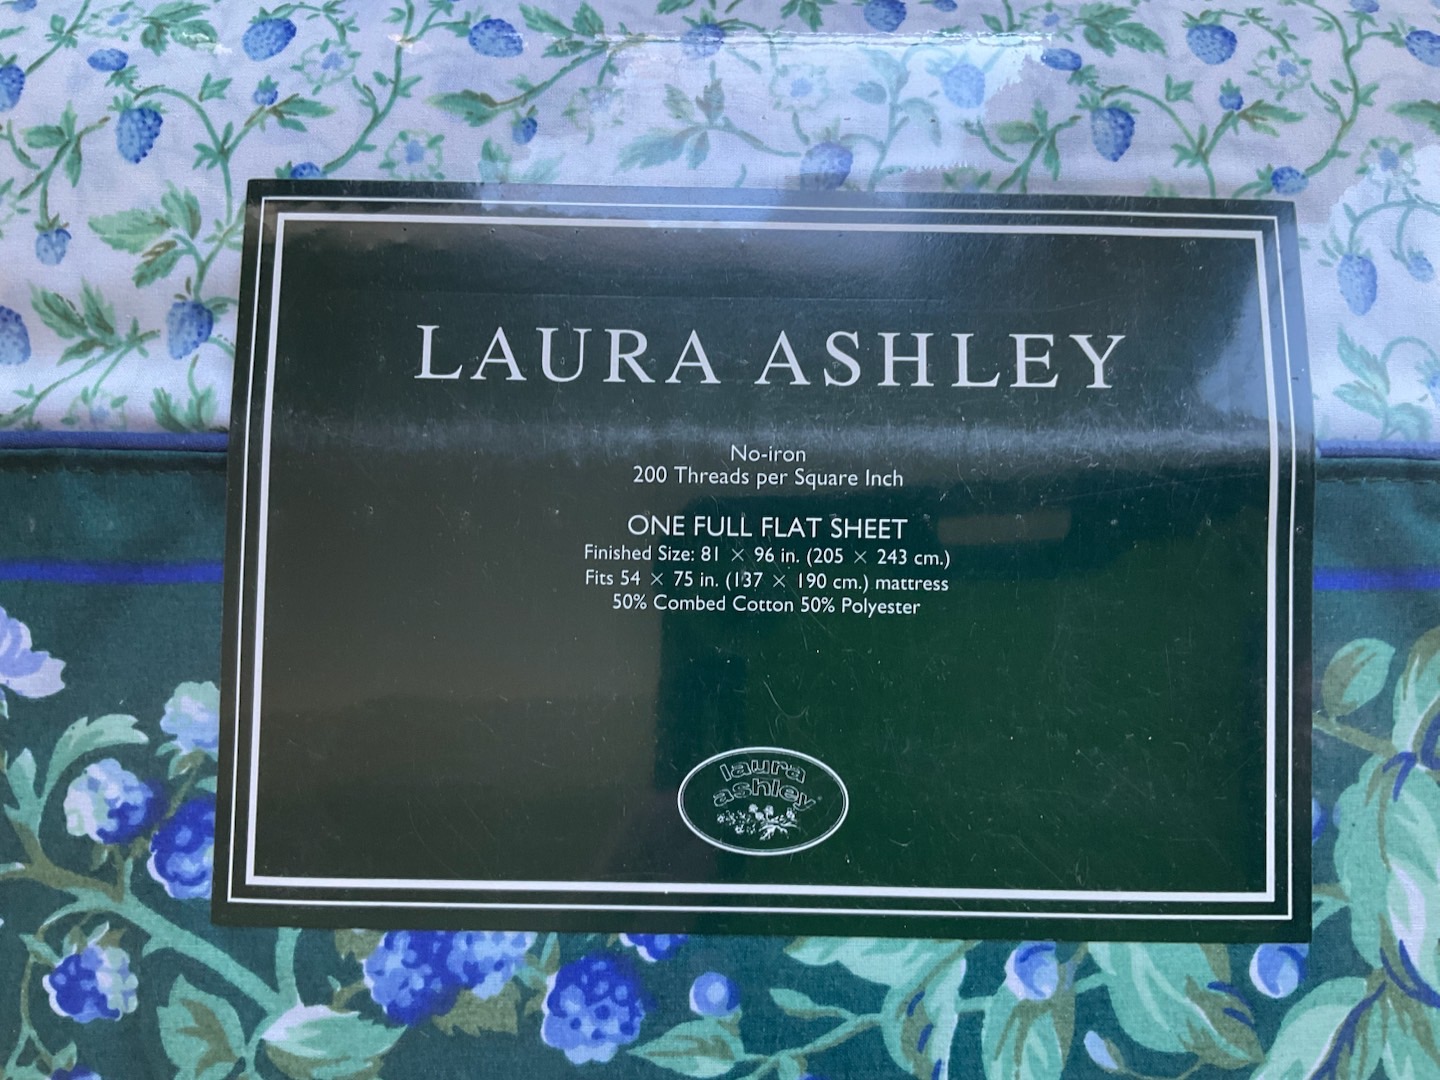 LAURA ASHLEY
No-iron
200 Threads per Square Inch
ONE FULL FLAT SHEET
Finished Size: 81 × 96 in. (205 × 243 cm.)
Fits 54 × 75 in. (137 × 190 cm.) mattress
50% Combed Cotton 50% Polyester
laura
ashley